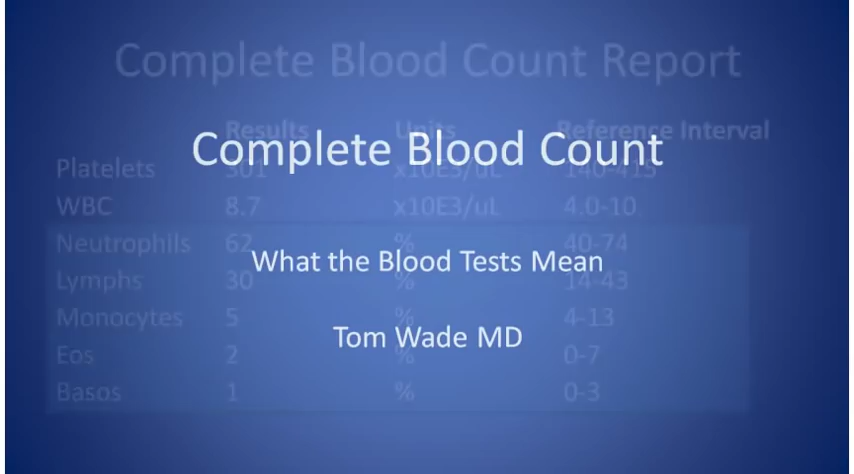 Complete Blood Count Report
Results Units Reference Interval
Complete Blood Count
Platelets 301 x10E3/uL 140-415
WBC 8.7 x10E3/uL 4.0-10
Neutrophils 62 % 40-74
What the Blood Tests Mean
Lymphs 30 % 14-43
Monocytes 5 % 4-13
Tom Wade MD
Eos 2 % 0-7
Basos 1 % 0-3